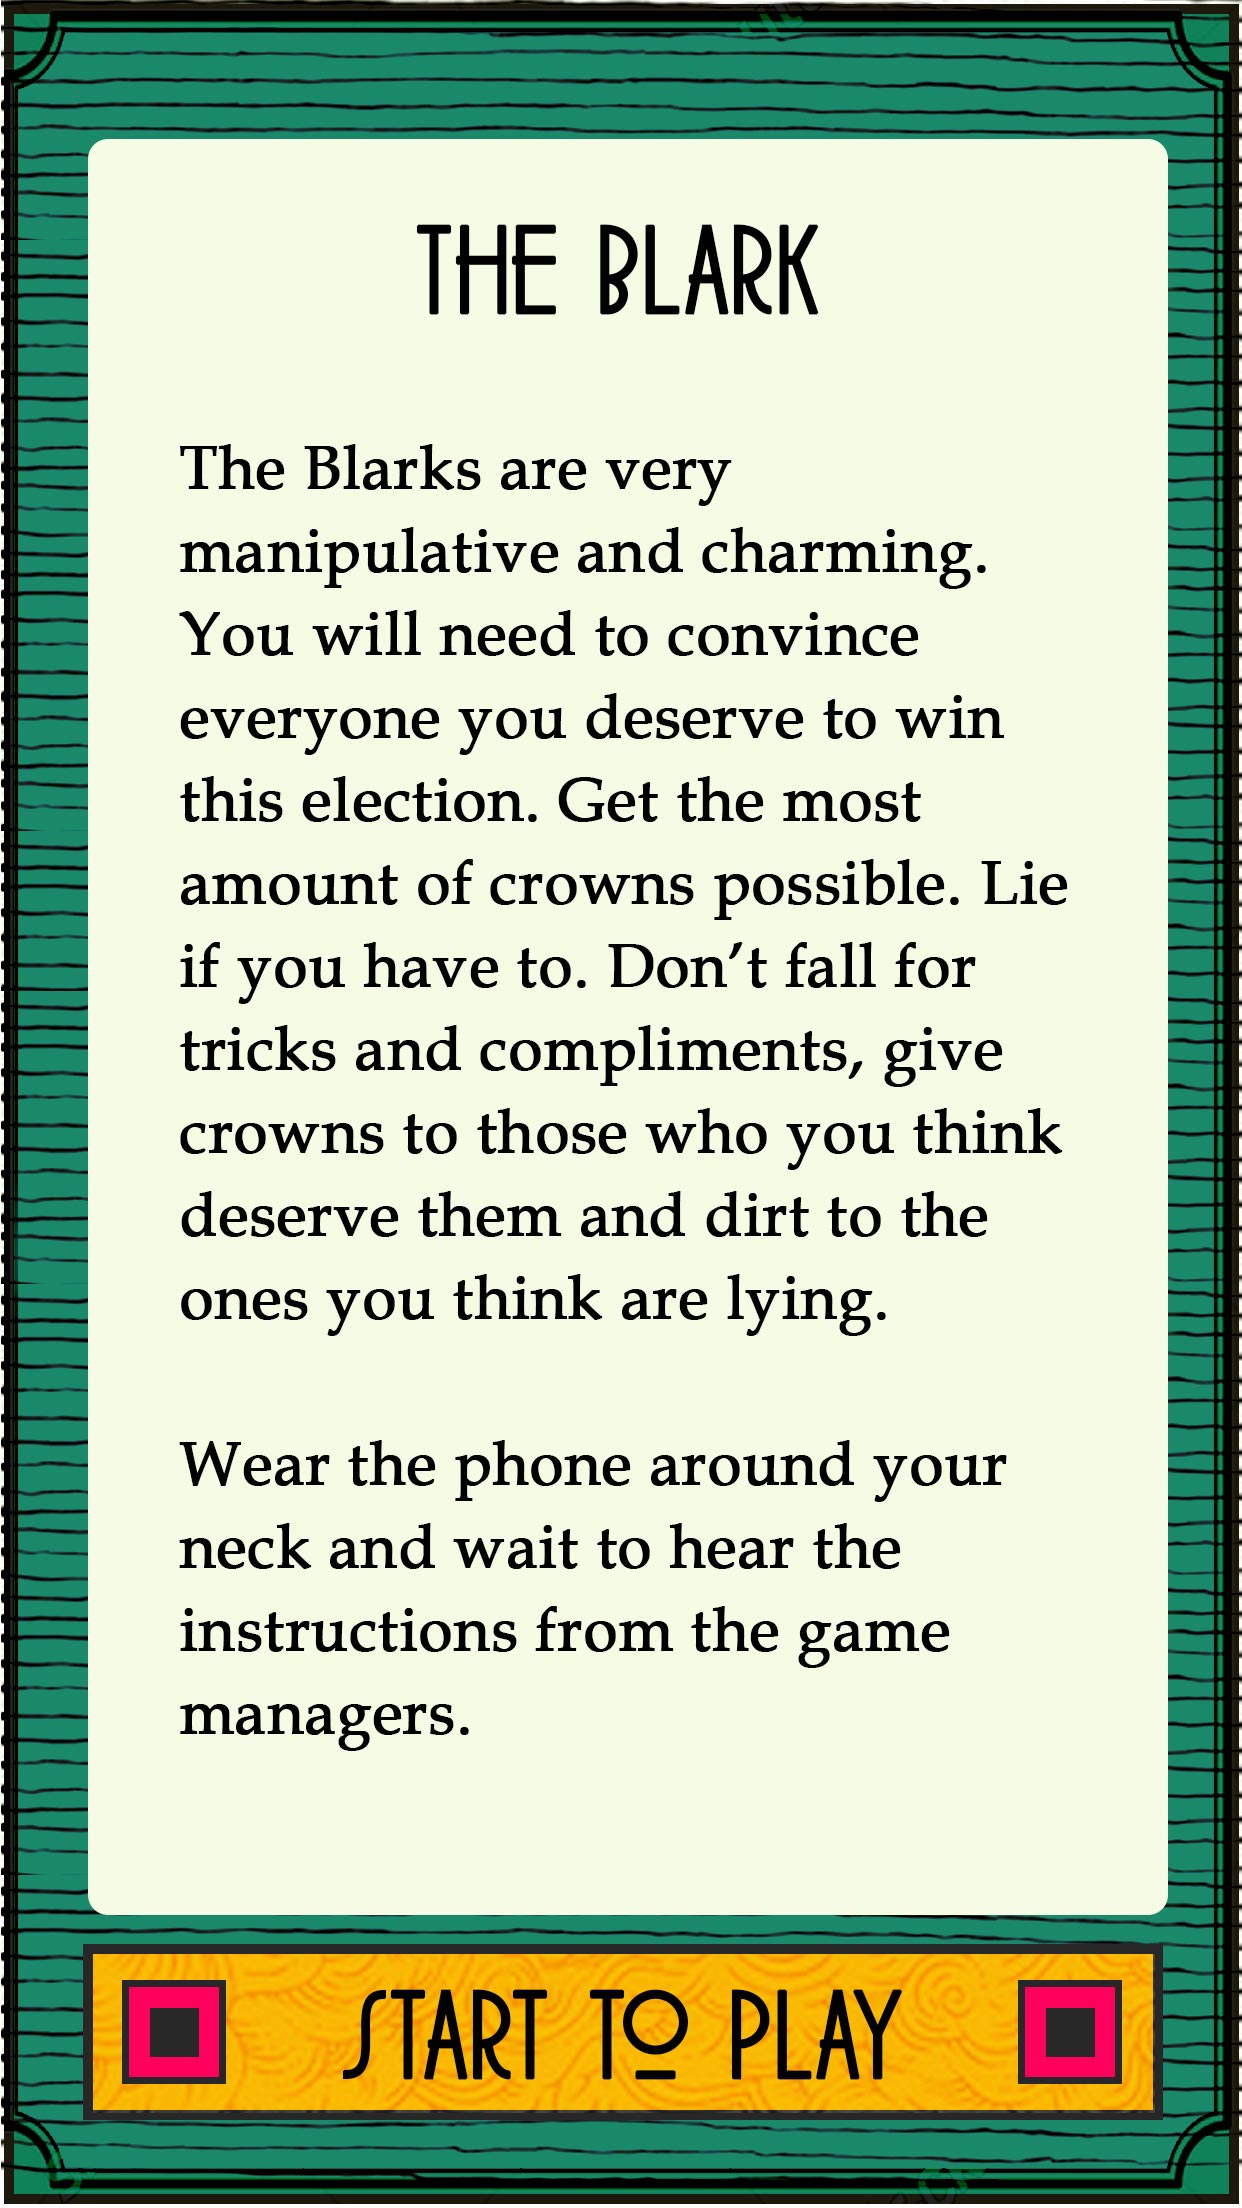 THE BLARK
The Blarks are very
manipulative and charming.
You will need to convince
everyone you deserve to win
this election. Get the most
amount of crowns possible. Lie
if you have to. Don’t fall for
tricks and compliments, give
crowns to those who you think
deserve them and dirt to the
ones you think are lying.
Wear the phone around your
neck and wait to hear the
instructions from the game
managers.
START TO PLAY